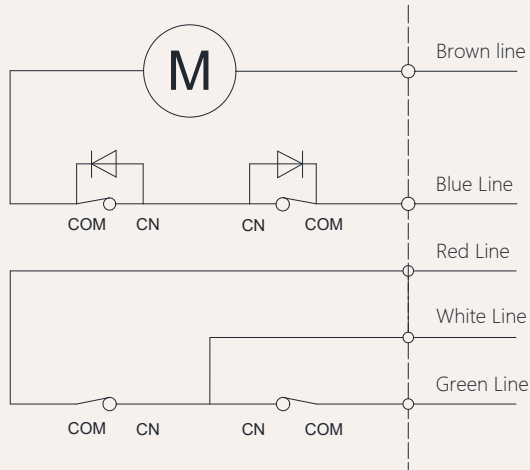 Brown line
M
Blue Line
COM CN CN COM
Red Line
White Line
Green Line
COM CN CN COM